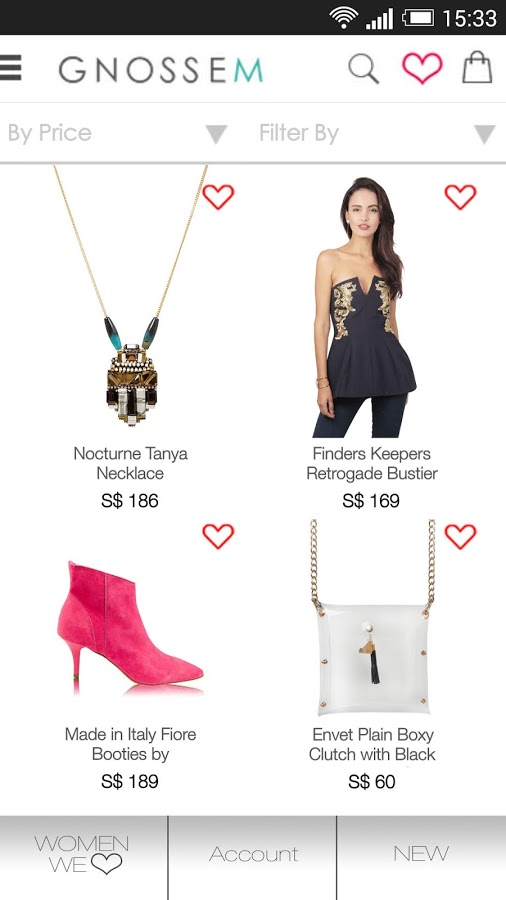 15:33
GNOSSEM
By Price
Filter By
Nocturne Tanya
Necklace
S$ 186
Finders Keepers
Retrogade Bustier
S$ 169
Made in Italy Fiore
Booties by
S$ 189
Envet Plain Boxy
Clutch with Black
S$ 60
WOMEN
WE
Account
NEW